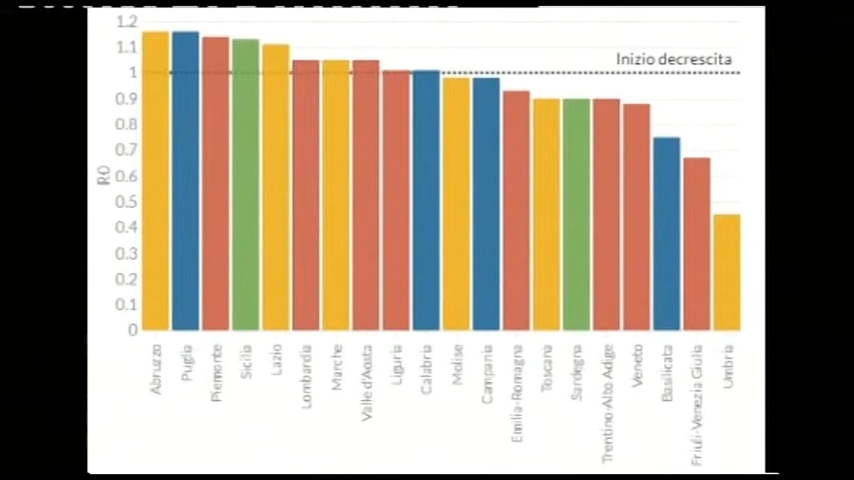 1.2
1.1
1
0.9
0.8
0.7
0.6
0.5
0.4
0.3
0.2
0.1
0
R0
Inizio decrescita
Abruzzo
Puglia
Piemonte
Sicilia
Lazio
Lombardia
Marche
Valle d'Aosta
Liguria
Calabria
Molise
Campania
Emilia-Romagna
Toscana
Sardegna
Trentino-Alto Adige
Veneto
Basilicata
Friuli-Venezia Giulia
Umbria